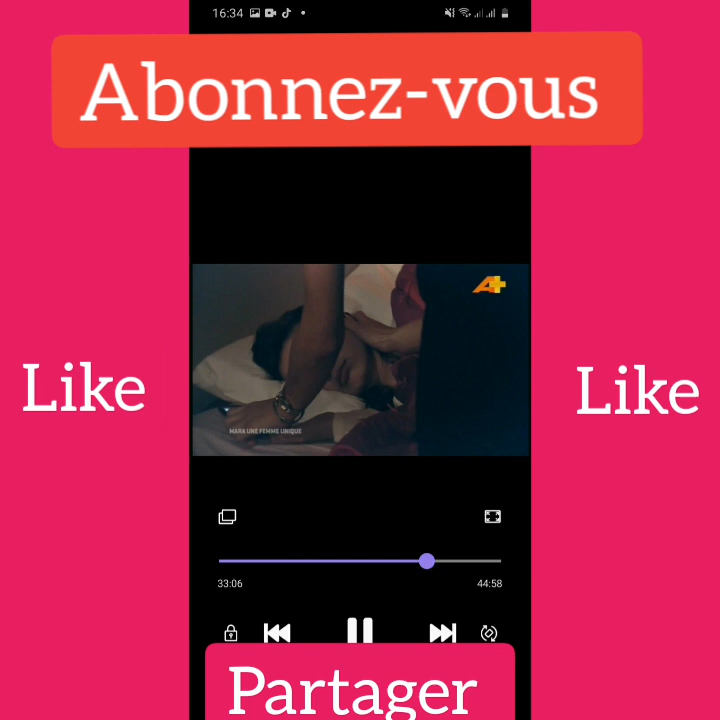 16:34
Abonnez-vous
A+
Like
Like
MARA UNE FEMME UNIQUE
33:06
44:58
Partager